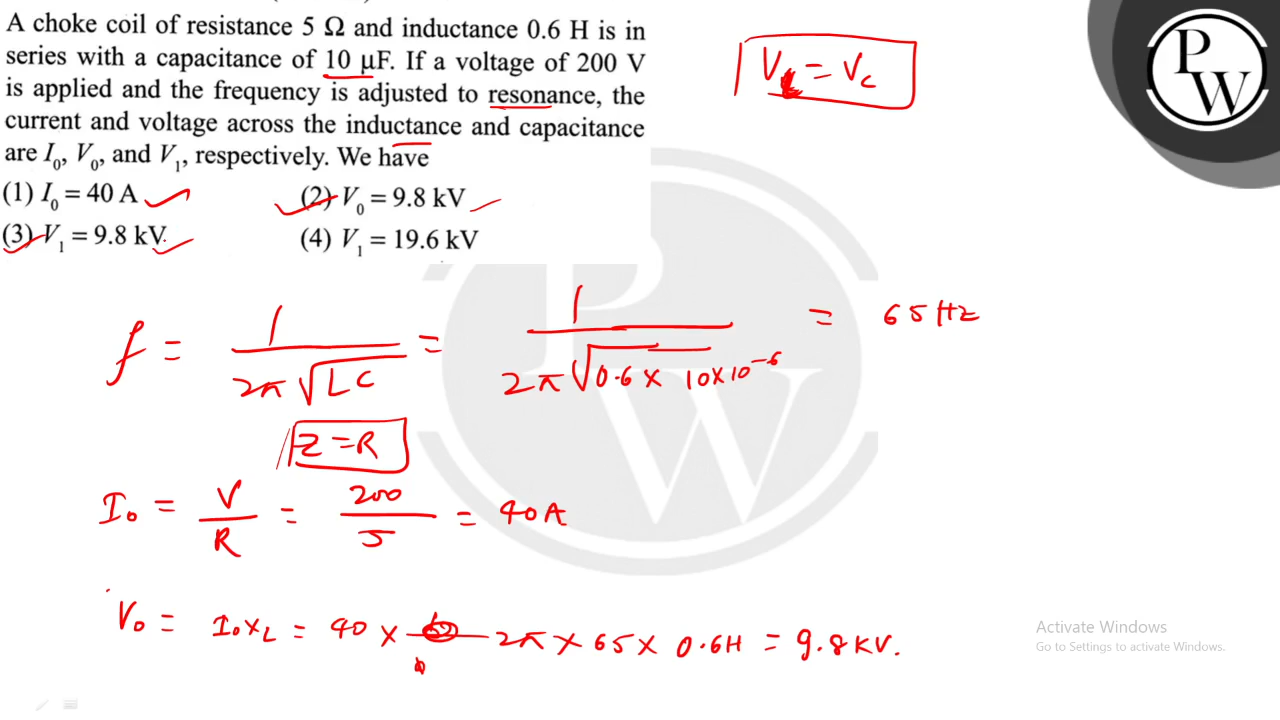 A choke coil of resistance 5 Ω and inductance 0.6 H is in
series with a capacitance of 10 μF. If a voltage of 200 V
is applied and the frequency is adjusted to resonance, the
current and voltage across the inductance and capacitance
are I₀, V₀, and V₁, respectively. We have
(1) I₀ = 40 A (2) V₀ = 9.8 kV
(3) V₁ = 9.8 kV. (4) V₁ = 19.6 kV
V_L = V_C
P
W
f = 1 / 2π√LC = 1 / 2π√0.6 × 10×10⁻⁶ = 65 Hz
Z = R
I₀ = V / R = 200 / 5 = 40A
V₀ = I₀X_L = 40 × 2π × 65 × 0.6H = 9.8 KV.
P
W
Activate Windows
Go to Settings to activate Windows.